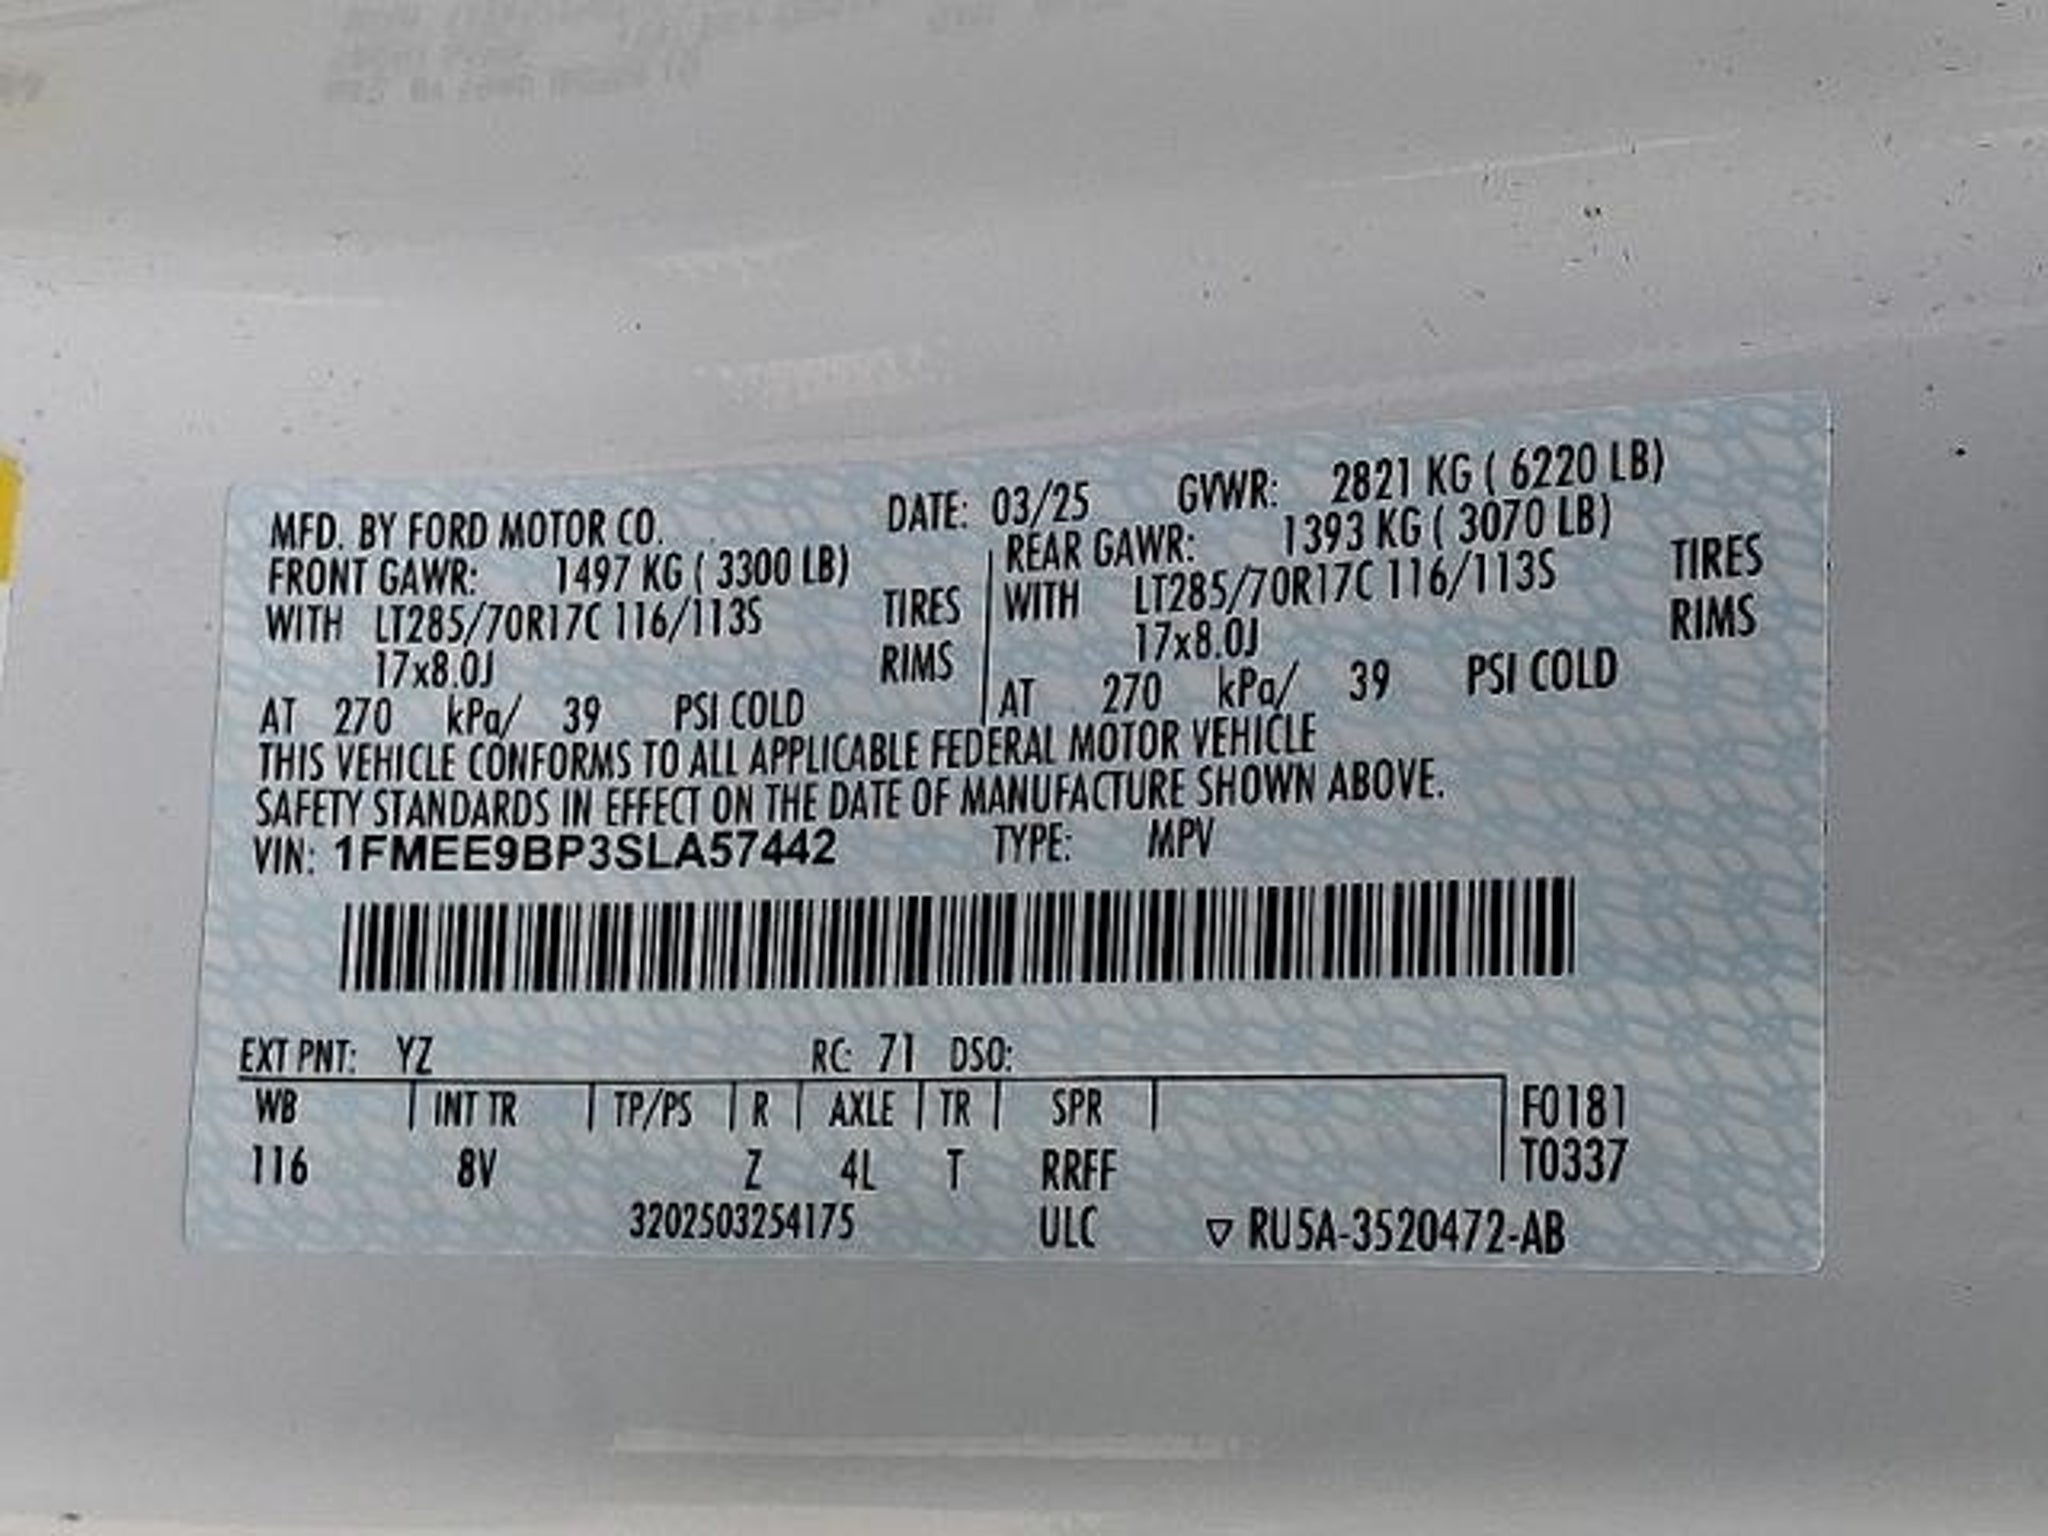 MFD. BY FORD MOTOR CO. DATE: 03/25 GVWR: 2821 KG ( 6220 LB)
FRONT GAWR: 1497 KG ( 3300 LB) REAR GAWR: 1393 KG ( 3070 LB)
WITH LT285/70R17C 116/113S TIRES WITH LT285/70R17C 116/113S TIRES
17x8.0J RIMS 17x8.0J RIMS
AT 270 kPa/ 39 PSI COLD AT 270 kPa/ 39 PSI COLD
THIS VEHICLE CONFORMS TO ALL APPLICABLE FEDERAL MOTOR VEHICLE
SAFETY STANDARDS IN EFFECT ON THE DATE OF MANUFACTURE SHOWN ABOVE.
VIN: 1FMEE9BP3SLA57442 TYPE: MPV
EXT PNT: YZ RC: 71 DSO:
WB INT TR TP/PS R AXLE TR SPR F0181
116 8V Z 4L T RRFF T0337
3202503254175 ULC ▽ RU5A-3520472-AB